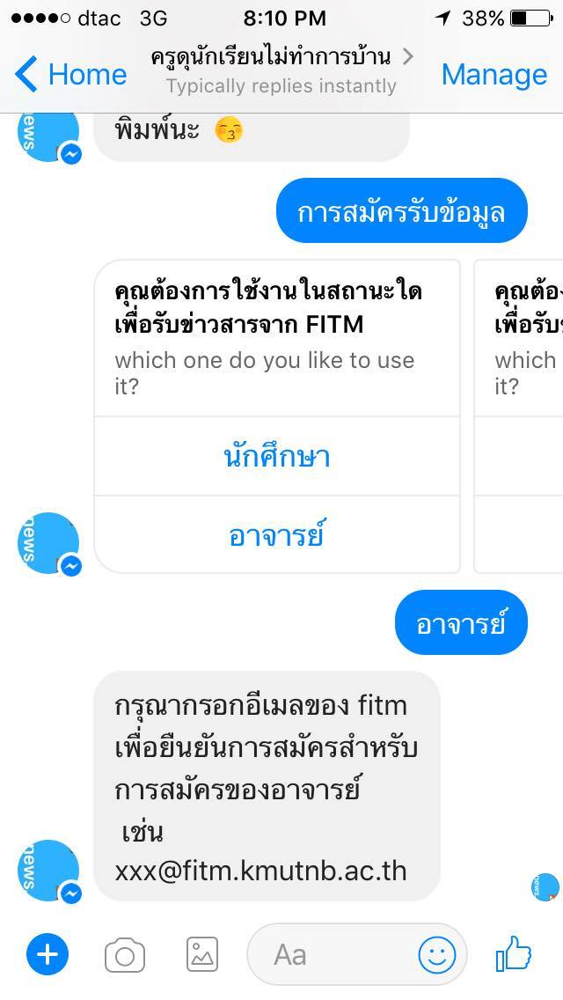 dtac 3G 8:10 PM 38%
Home ครูดุนักเรียนไม่ทำการบ้าน Manage
Typically replies instantly
news
พิมพ์นะ
การสมัครรับข้อมูล
คุณต้องการใช้งานในสถานะใด
เพื่อรับข่าวสารจาก FITM
which one do you like to use
it?
นักศึกษา
อาจารย์
คุณต้อ
เพื่อรับ
which
it?
news
อาจารย์
กรุณากรอกอีเมลของ fitm
เพื่อยืนยันการสมัครสำหรับ
การสมัครของอาจารย์
เช่น
xxx@fitm.kmutnb.ac.th
news
news
Aa